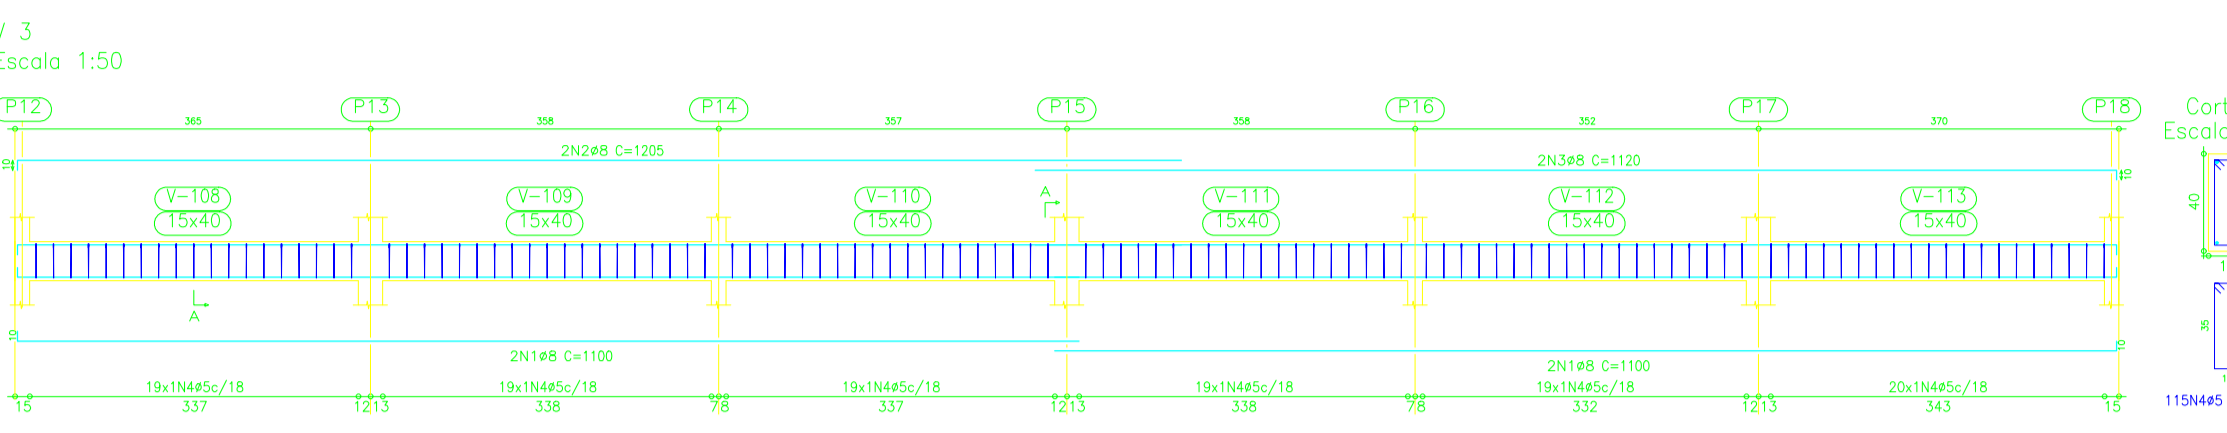 V 3
Escala 1:50
P12 P13 P14 P15 P16 P17 P18
365 358 357 358 352 370
10 2N2ø8 C=1205 2N3ø8 C=1120 10
V-108 V-109 V-110 A V-111 V-112 V-113
15x40 15x40 15x40 15x40 15x40 15x40
A
10 2N1ø8 C=1100 2N1ø8 C=1100 10
19x1N4ø5c/18 19x1N4ø5c/18 19x1N4ø5c/18 19x1N4ø5c/18 19x1N4ø5c/18 20x1N4ø5c/18
15 337 12 13 338 7 8 337 12 13 338 7 8 332 12 13 343 15
Cort
Escala
40
115N4ø5